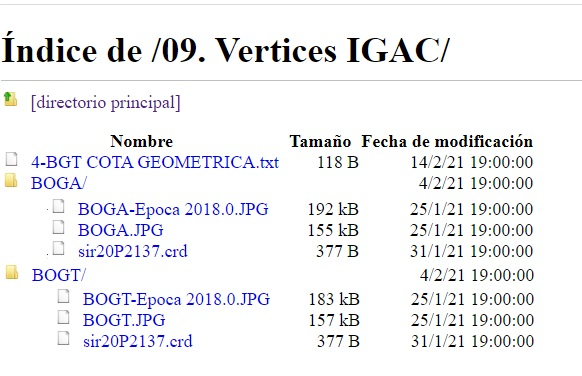 Índice de /09. Vertices IGAC/
[directorio principal]
Nombre Tamaño Fecha de modificación
4-BGT COTA GEOMETRICA.txt 118 B 14/2/21 19:00:00
BOGA/ 4/2/21 19:00:00
BOGA-Epoca 2018.0.JPG 192 kB 25/1/21 19:00:00
BOGA.JPG 155 kB 25/1/21 19:00:00
sir20P2137.crd 377 B 31/1/21 19:00:00
BOGT/ 4/2/21 19:00:00
BOGT-Epoca 2018.0.JPG 183 kB 25/1/21 19:00:00
BOGT.JPG 157 kB 25/1/21 19:00:00
sir20P2137.crd 377 B 31/1/21 19:00:00